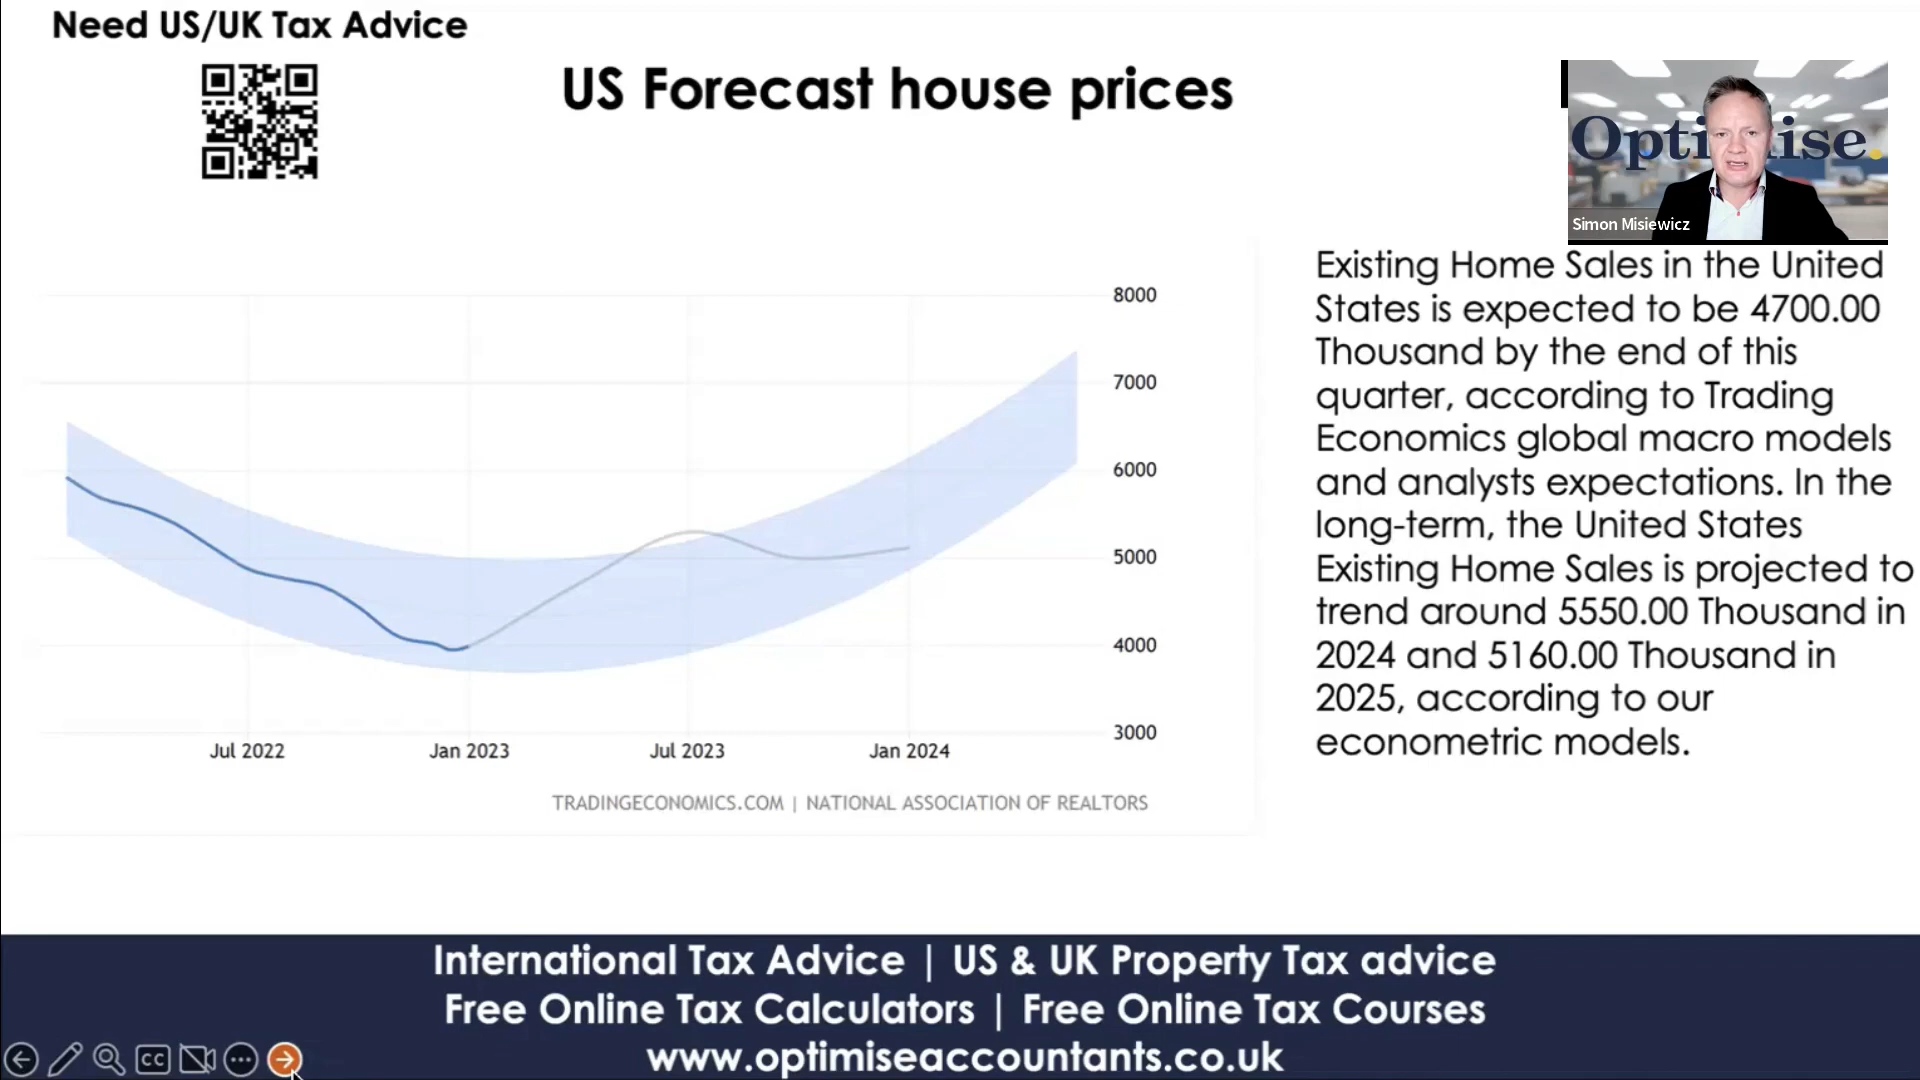 Need US/UK Tax Advice
US Forecast house prices
Simon Misiewicz
Existing Home Sales in the United
States is expected to be 4700.00
Thousand by the end of this
quarter, according to Trading
Economics global macro models
and analysts expectations. In the
long-term, the United States
Existing Home Sales is projected to
trend around 5550.00 Thousand in
2024 and 5160.00 Thousand in
2025, according to our
econometric models.
8000
7000
6000
5000
4000
3000
Jul 2022
Jan 2023
Jul 2023
Jan 2024
TRADINGECONOMICS.COM | NATIONAL ASSOCIATION OF REALTORS
International Tax Advice | US & UK Property Tax advice
Free Online Tax Calculators | Free Online Tax Courses
www.optimiseaccountants.co.uk
CC